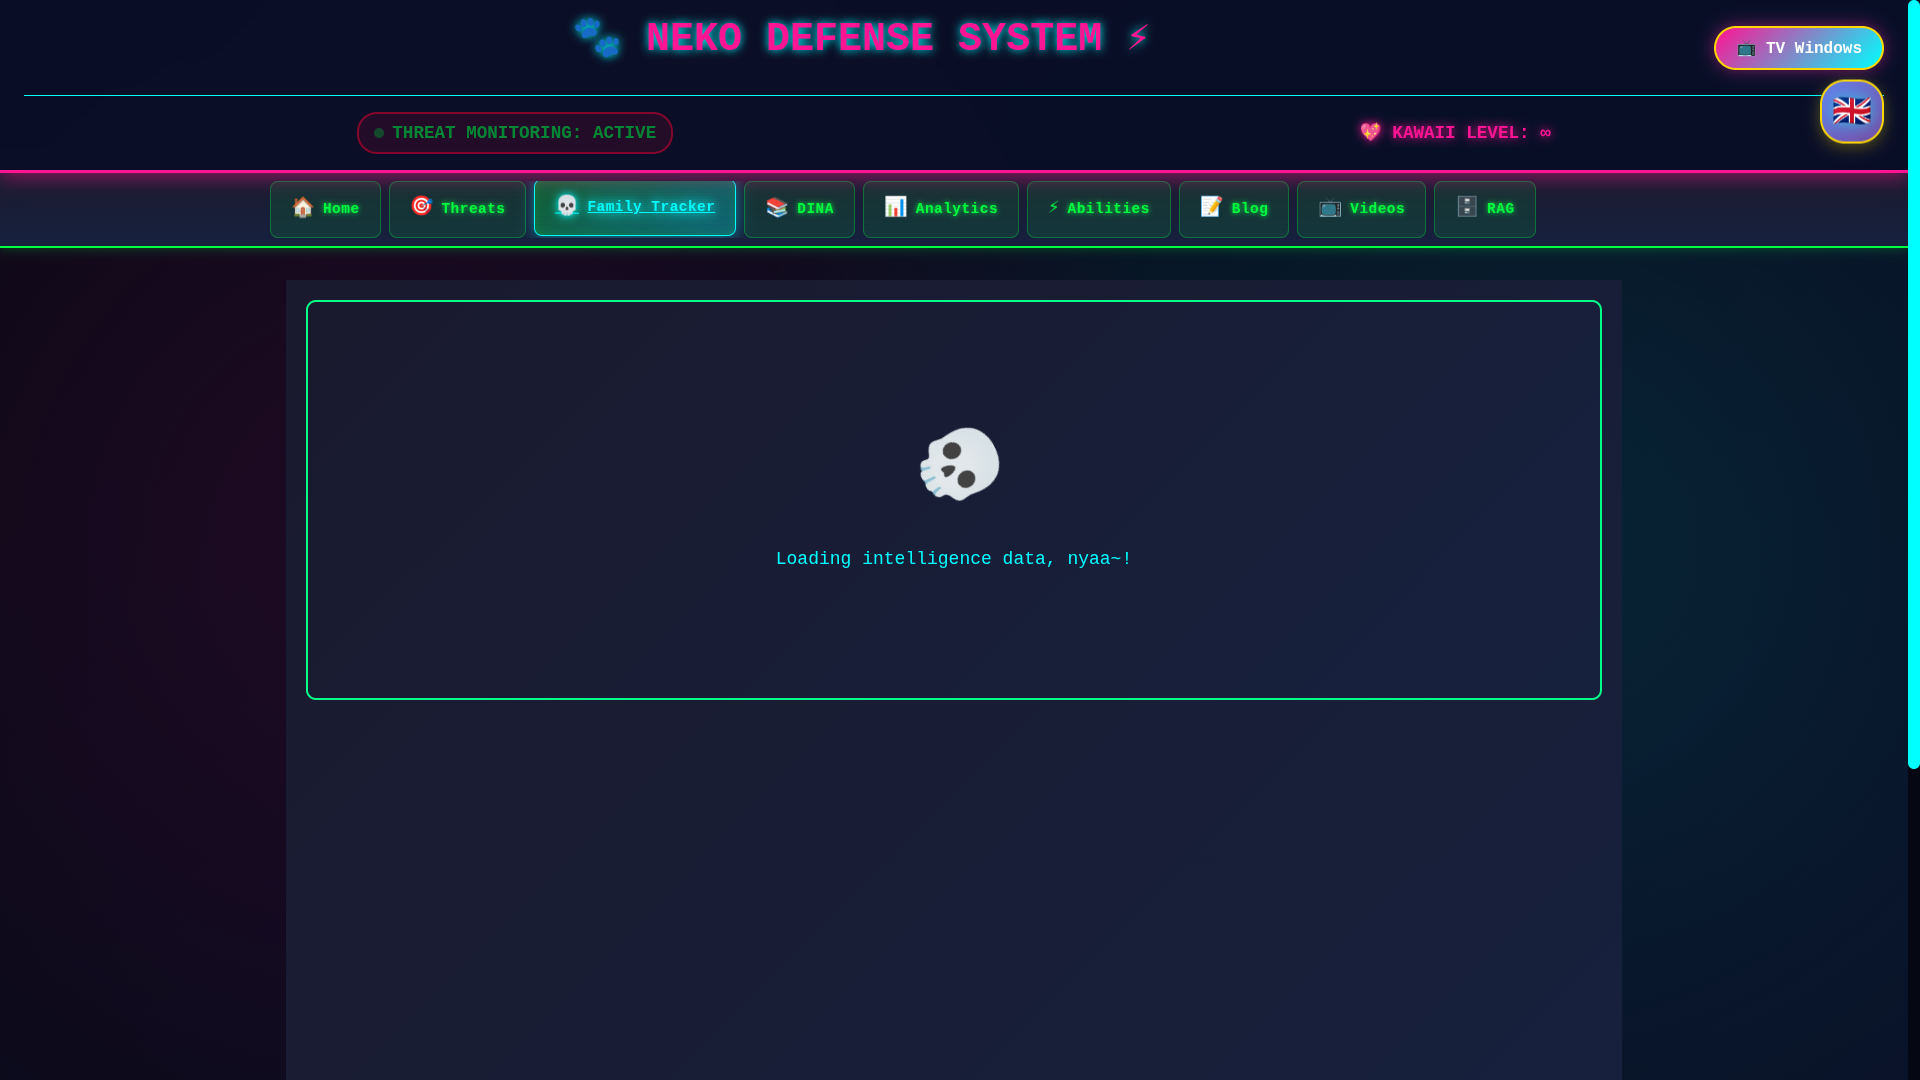 🐾 NEKO DEFENSE SYSTEM ⚡
📺 TV Windows
THREAT MONITORING: ACTIVE
💖 KAWAII LEVEL: ∞
🏠 Home
🎯 Threats
💀 Family Tracker
📚 DINA
📊 Analytics
⚡ Abilities
📝 Blog
📺 Videos
🗄️ RAG
Loading intelligence data, nyaa~!